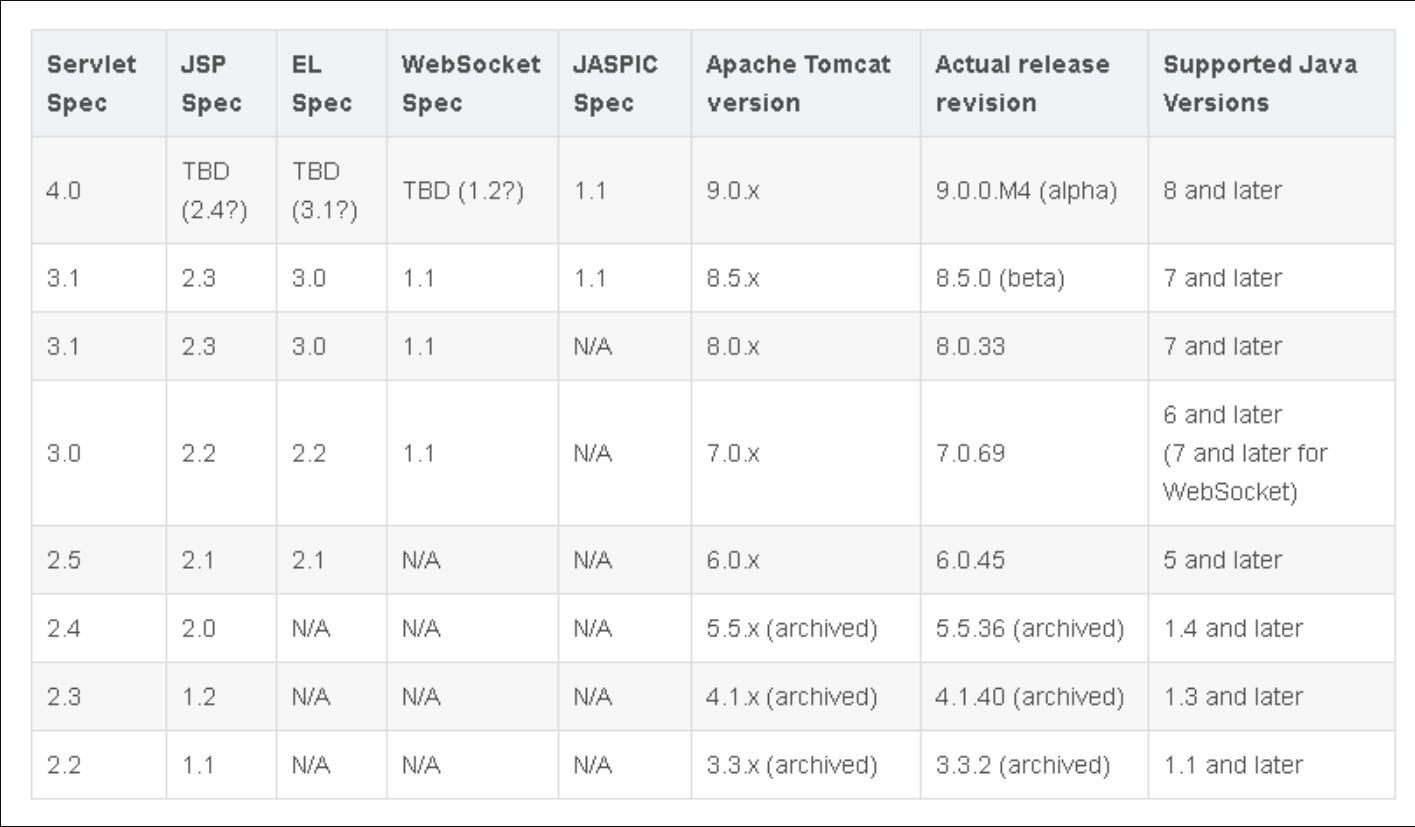 Servlet Spec JSP Spec EL Spec WebSocket Spec JASPIC Spec Apache Tomcat version Actual release revision Supported Java Versions
4.0 TBD (2.4?) TBD (3.1?) TBD (1.2?) 1.1 9.0.x 9.0.0.M4 (alpha) 8 and later
3.1 2.3 3.0 1.1 1.1 8.5.x 8.5.0 (beta) 7 and later
3.1 2.3 3.0 1.1 N/A 8.0.x 8.0.33 7 and later
3.0 2.2 2.2 1.1 N/A 7.0.x 7.0.69 6 and later (7 and later for WebSocket)
2.5 2.1 2.1 N/A N/A 6.0.x 6.0.45 5 and later
2.4 2.0 N/A N/A N/A 5.5.x (archived) 5.5.36 (archived) 1.4 and later
2.3 1.2 N/A N/A N/A 4.1.x (archived) 4.1.40 (archived) 1.3 and later
2.2 1.1 N/A N/A N/A 3.3.x (archived) 3.3.2 (archived) 1.1 and later